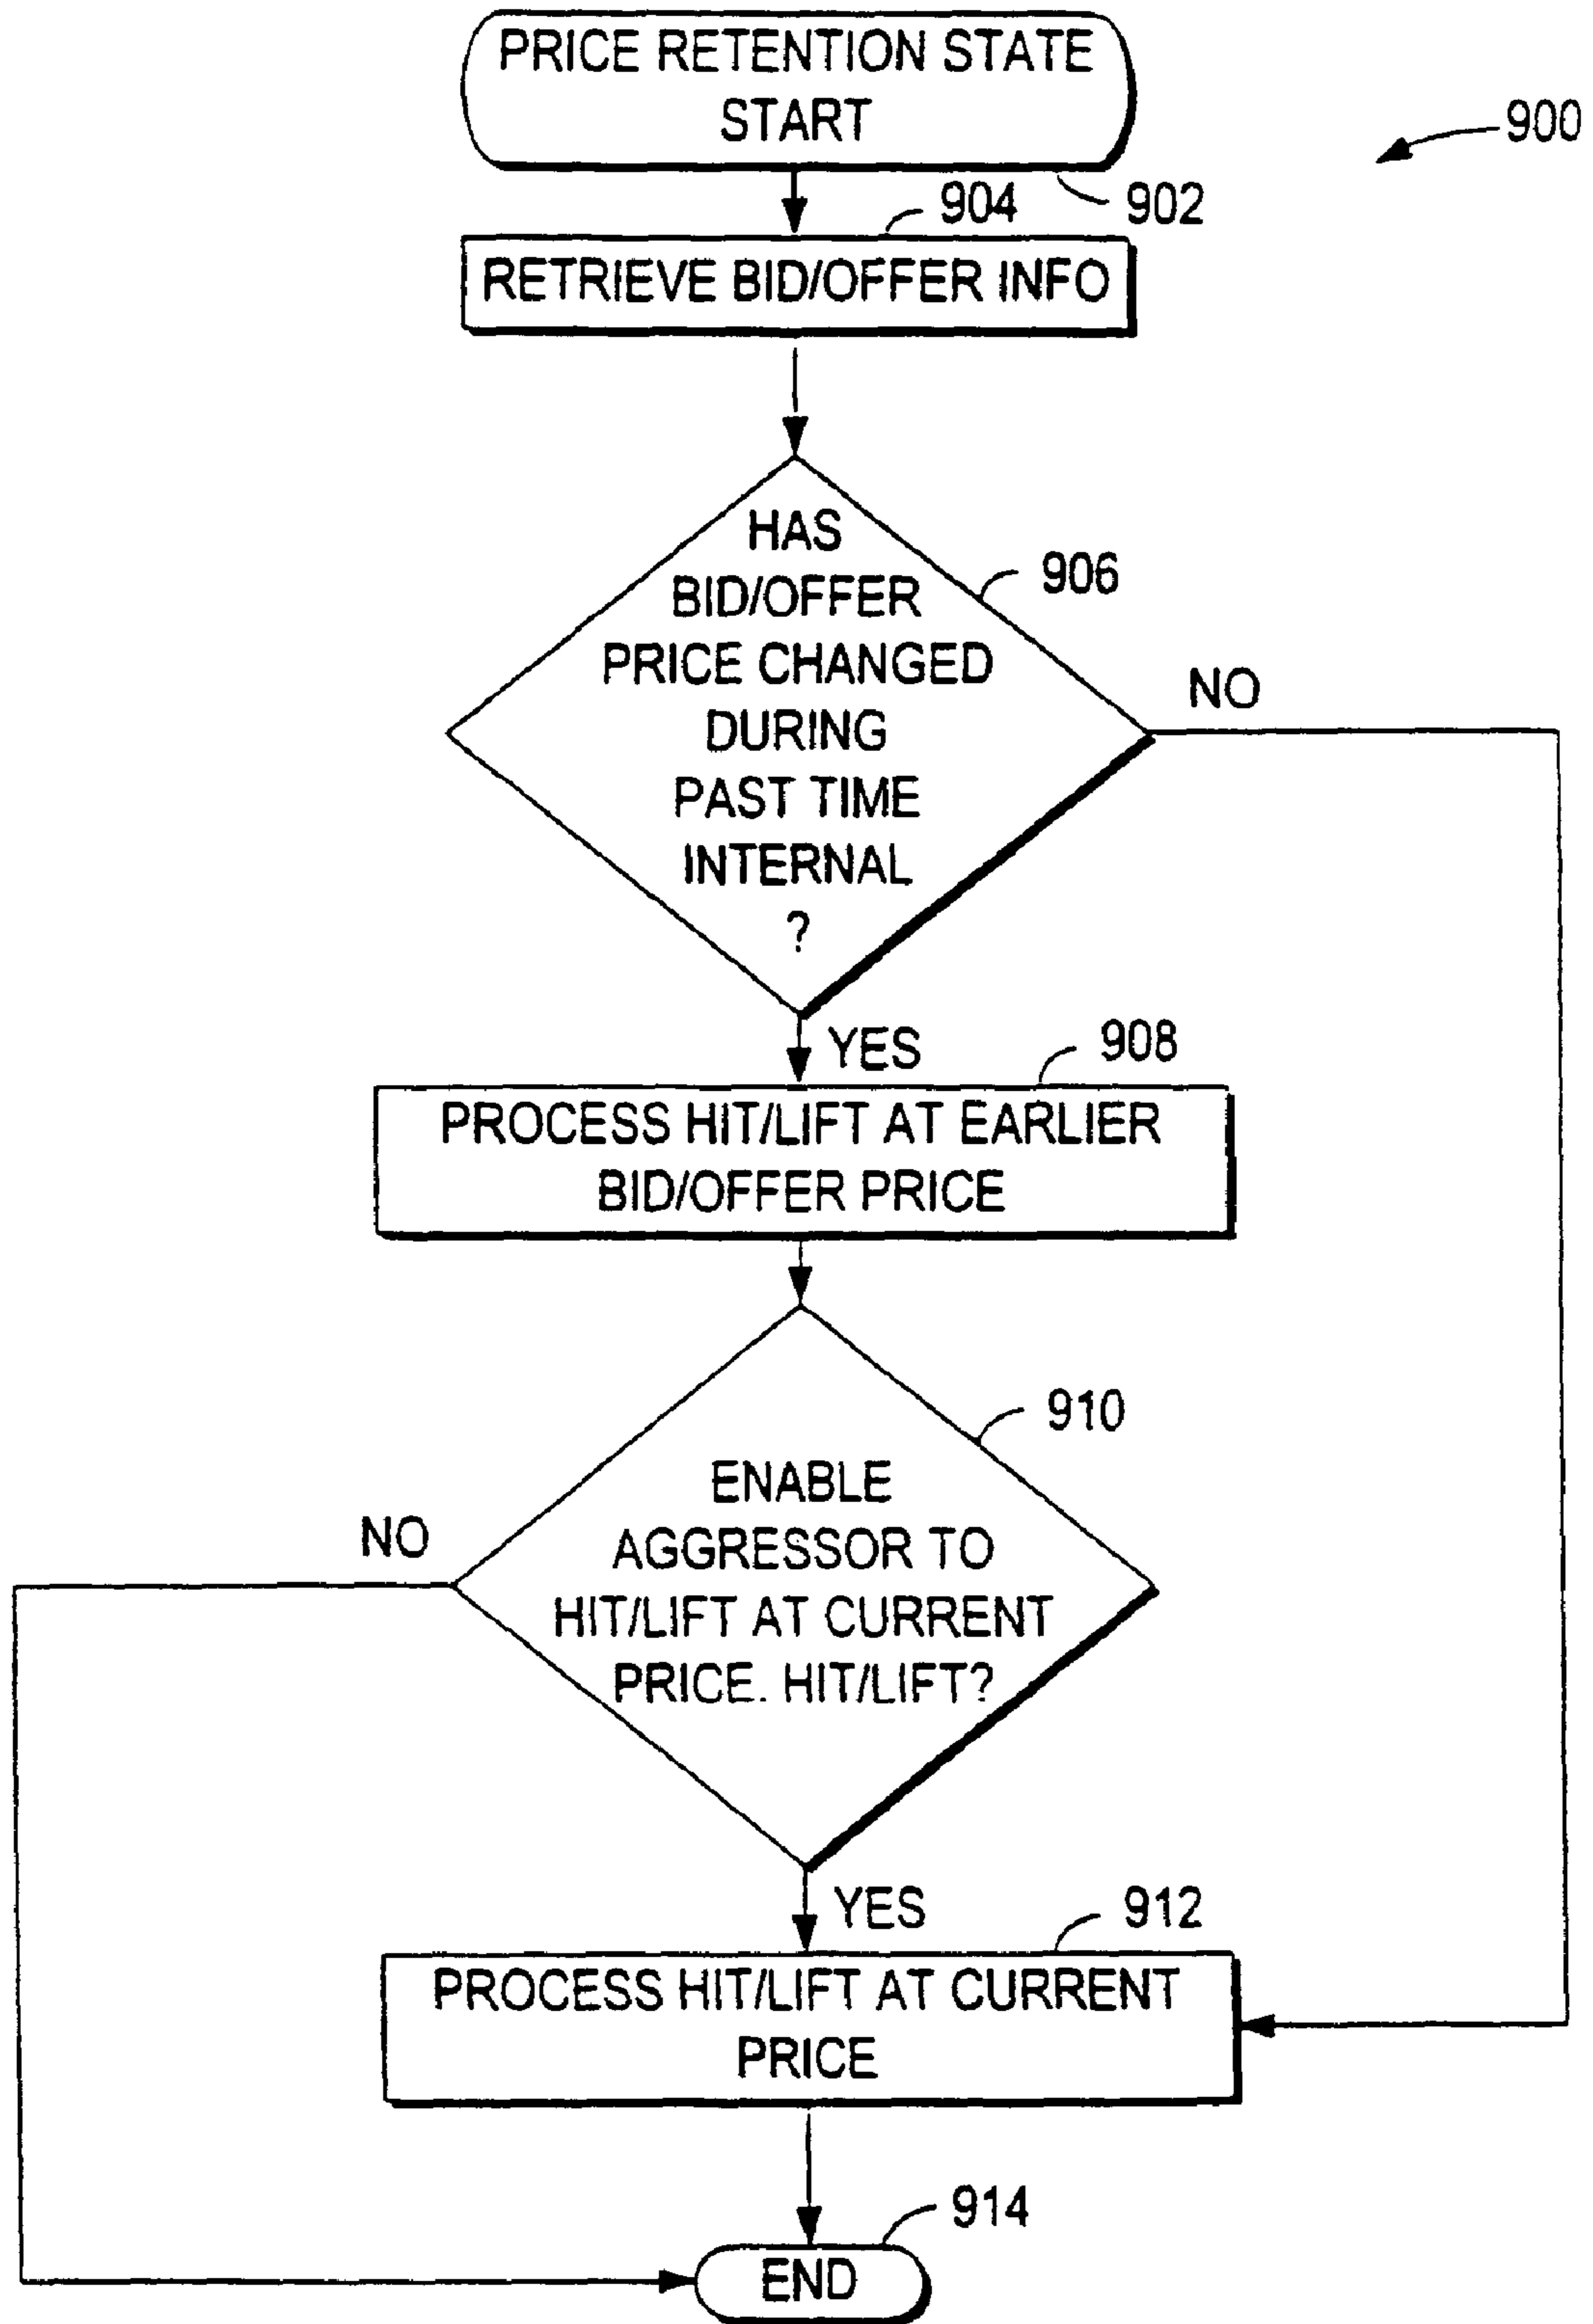 PRICE RETENTION STATE
START
900
902
904
RETRIEVE BID/OFFER INFO
HAS
BID/OFFER
PRICE CHANGED
DURING
PAST TIME
INTERNAL
?
906
NO
YES
908
PROCESS HIT/LIFT AT EARLIER
BID/OFFER PRICE
910
ENABLE
AGGRESSOR TO
HIT/LIFT AT CURRENT
PRICE. HIT/LIFT?
NO
YES
912
PROCESS HIT/LIFT AT CURRENT
PRICE
914
END